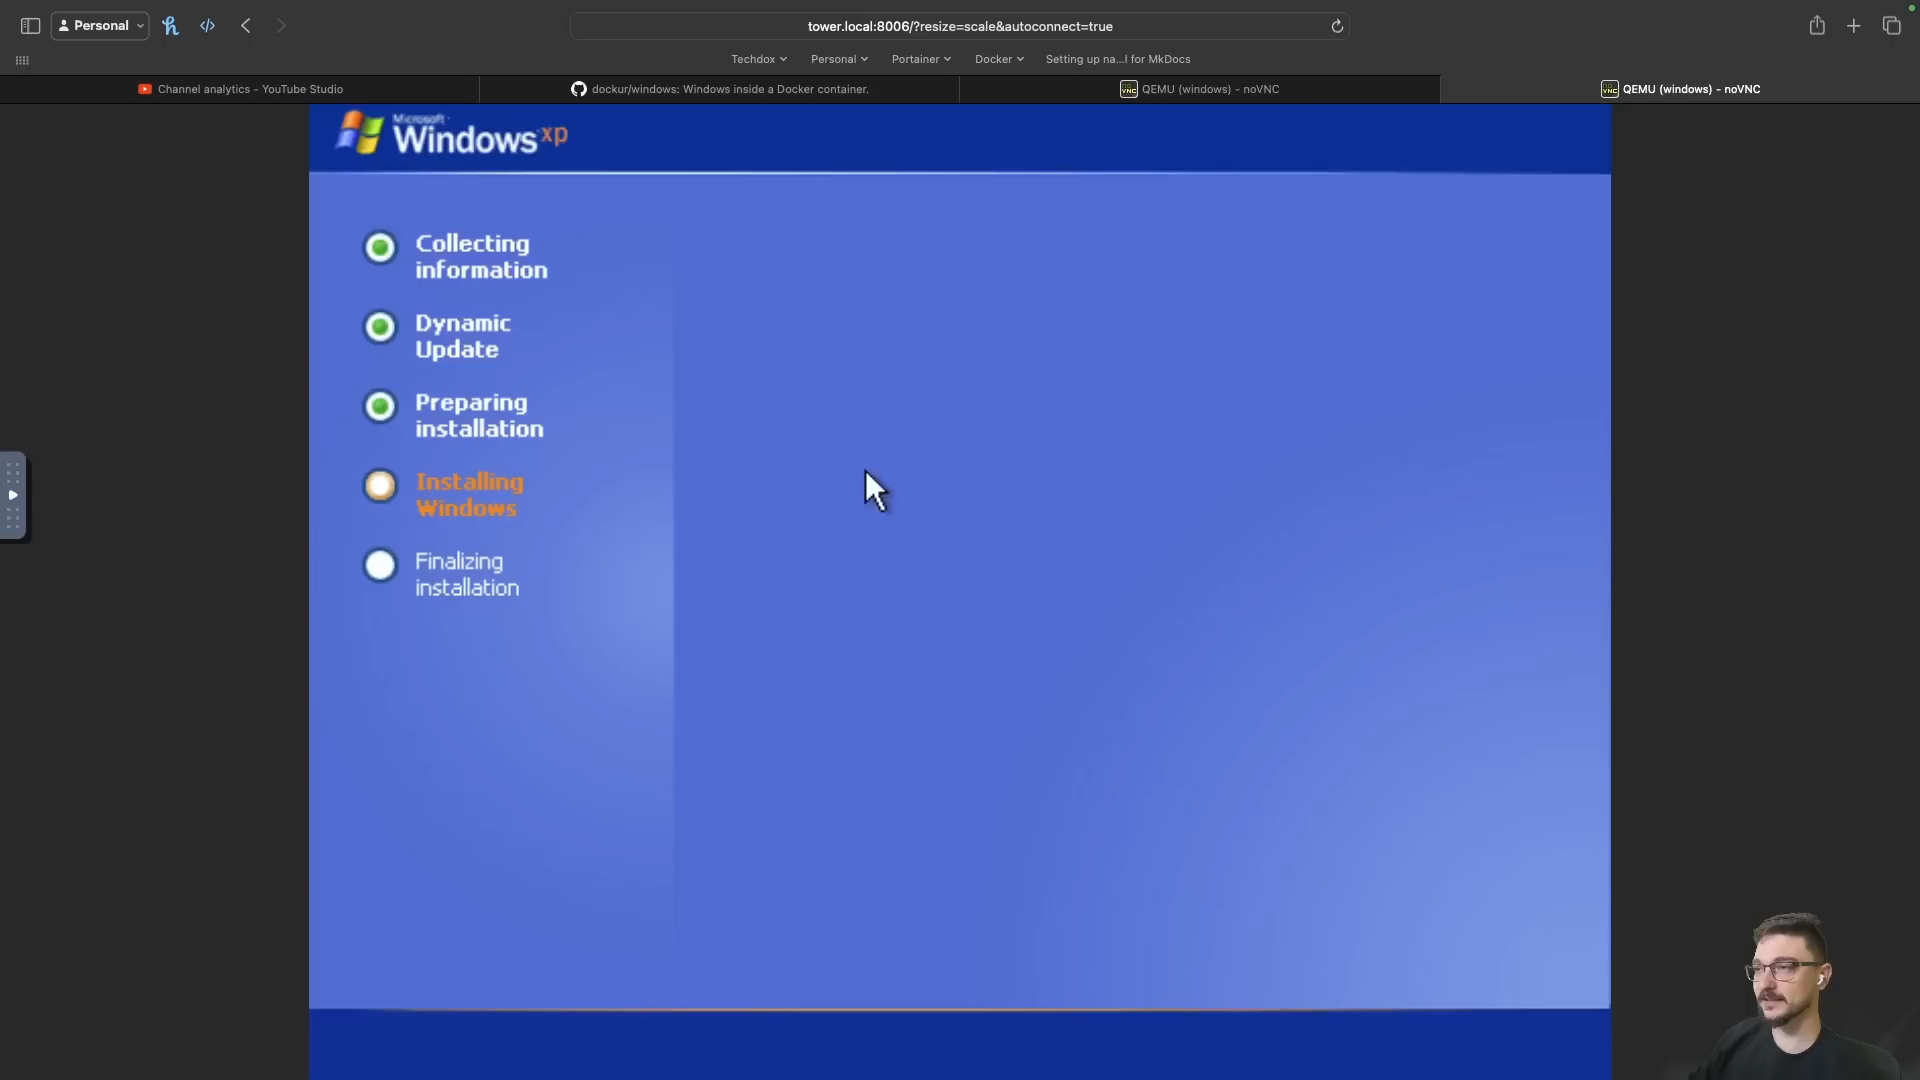 Personal
tower.local:8006/?resize=scale&autoconnect=true
Techdox
Personal
Portainer
Docker
Setting up na...l for MkDocs
Channel analytics - YouTube Studio
dockur/windows: Windows inside a Docker container.
QEMU (windows) - noVNC
QEMU (windows) - noVNC
Microsoft
Windows xp
Collecting
information
Dynamic
Update
Preparing
installation
Installing
Windows
Finalizing
installation